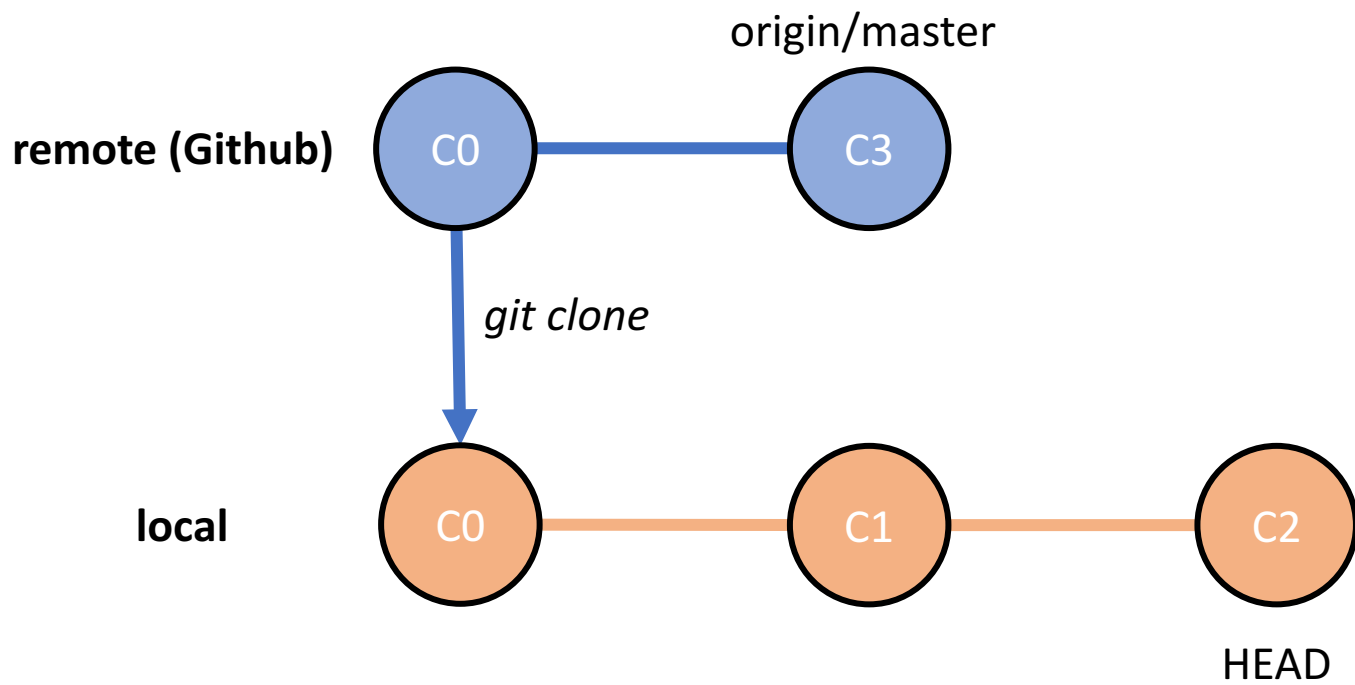 origin/master
remote (Github)
C0
C3
git clone
local
C0
C1
C2
HEAD